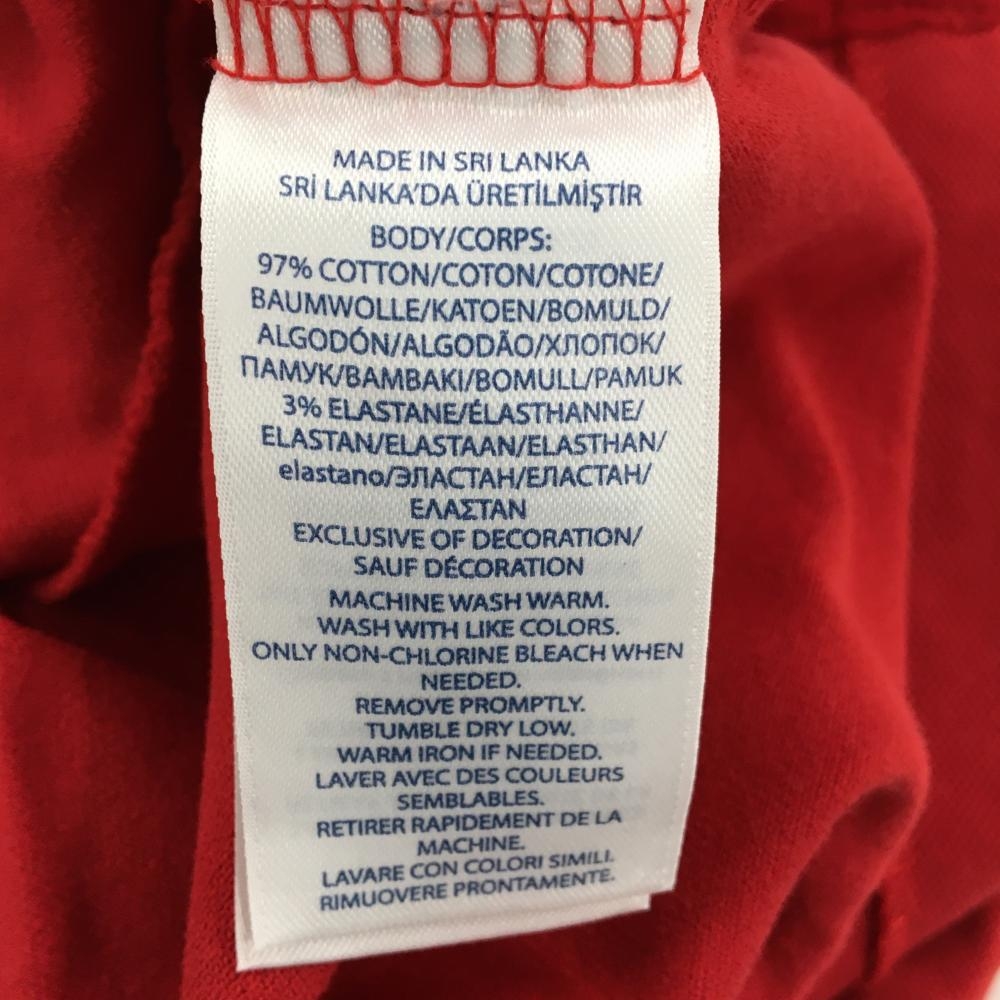 MADE IN SRI LANKA
SRİ LANKA'DA ÜRETİLMİŞTİR
BODY/CORPS:
97% COTTON/COTON/COTONE/
BAUMWOLLE/KATOEN/BOMULD/
ALGODÓN/ALGODÃO/ХЛОПОК/
ПАМУК/BAMBAKI/BOMULL/PAMUK
3% ELASTANE/ÉLASTHANNE/
ELASTAN/ELASTAAN/ELASTHAN/
elastano/ЭЛАСТАН/ЕЛАСТАН/
ΕΛΑΣΤΑΝ
EXCLUSIVE OF DECORATION/
SAUF DÉCORATION
MACHINE WASH WARM.
WASH WITH LIKE COLORS.
ONLY NON-CHLORINE BLEACH WHEN
NEEDED.
REMOVE PROMPTLY.
TUMBLE DRY LOW.
WARM IRON IF NEEDED.
LAVER AVEC DES COULEURS
SEMBLABLES.
RETIRER RAPIDEMENT DE LA
MACHINE.
LAVARE CON COLORI SIMILI.
RIMUOVERE PRONTAMENTE.